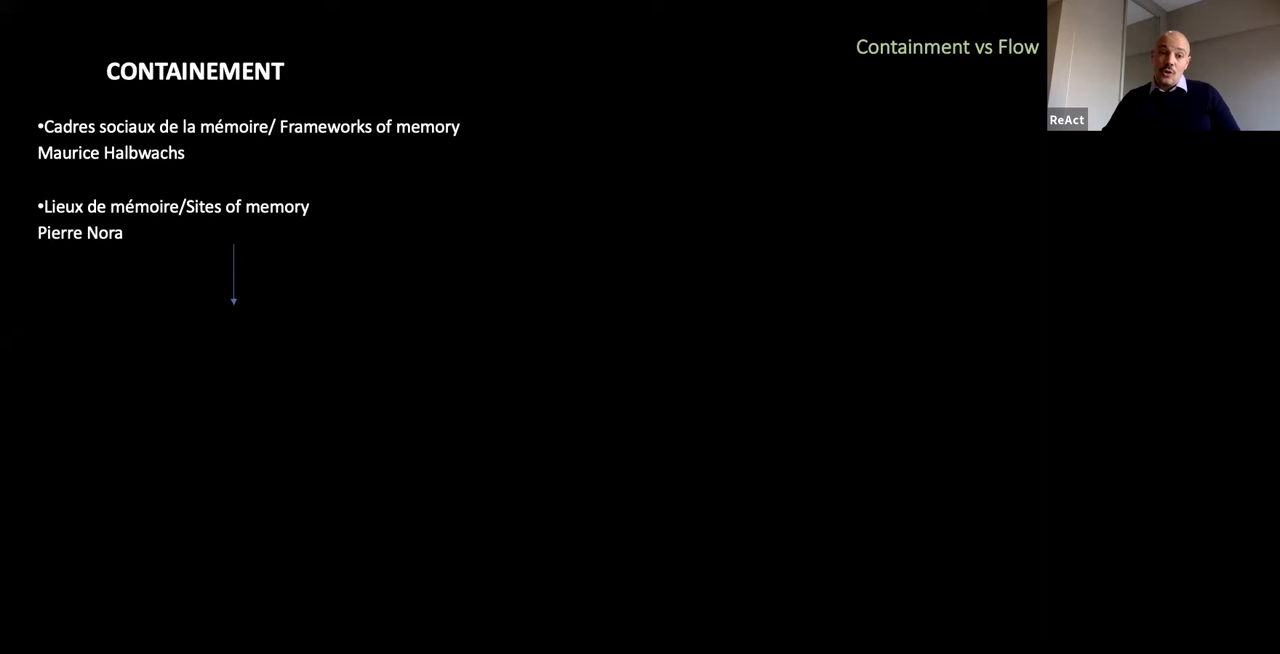 Containment vs Flow
CONTAINEMENT
•Cadres sociaux de la mémoire/ Frameworks of memory
Maurice Halbwachs
•Lieux de mémoire/Sites of memory
Pierre Nora
ReAct